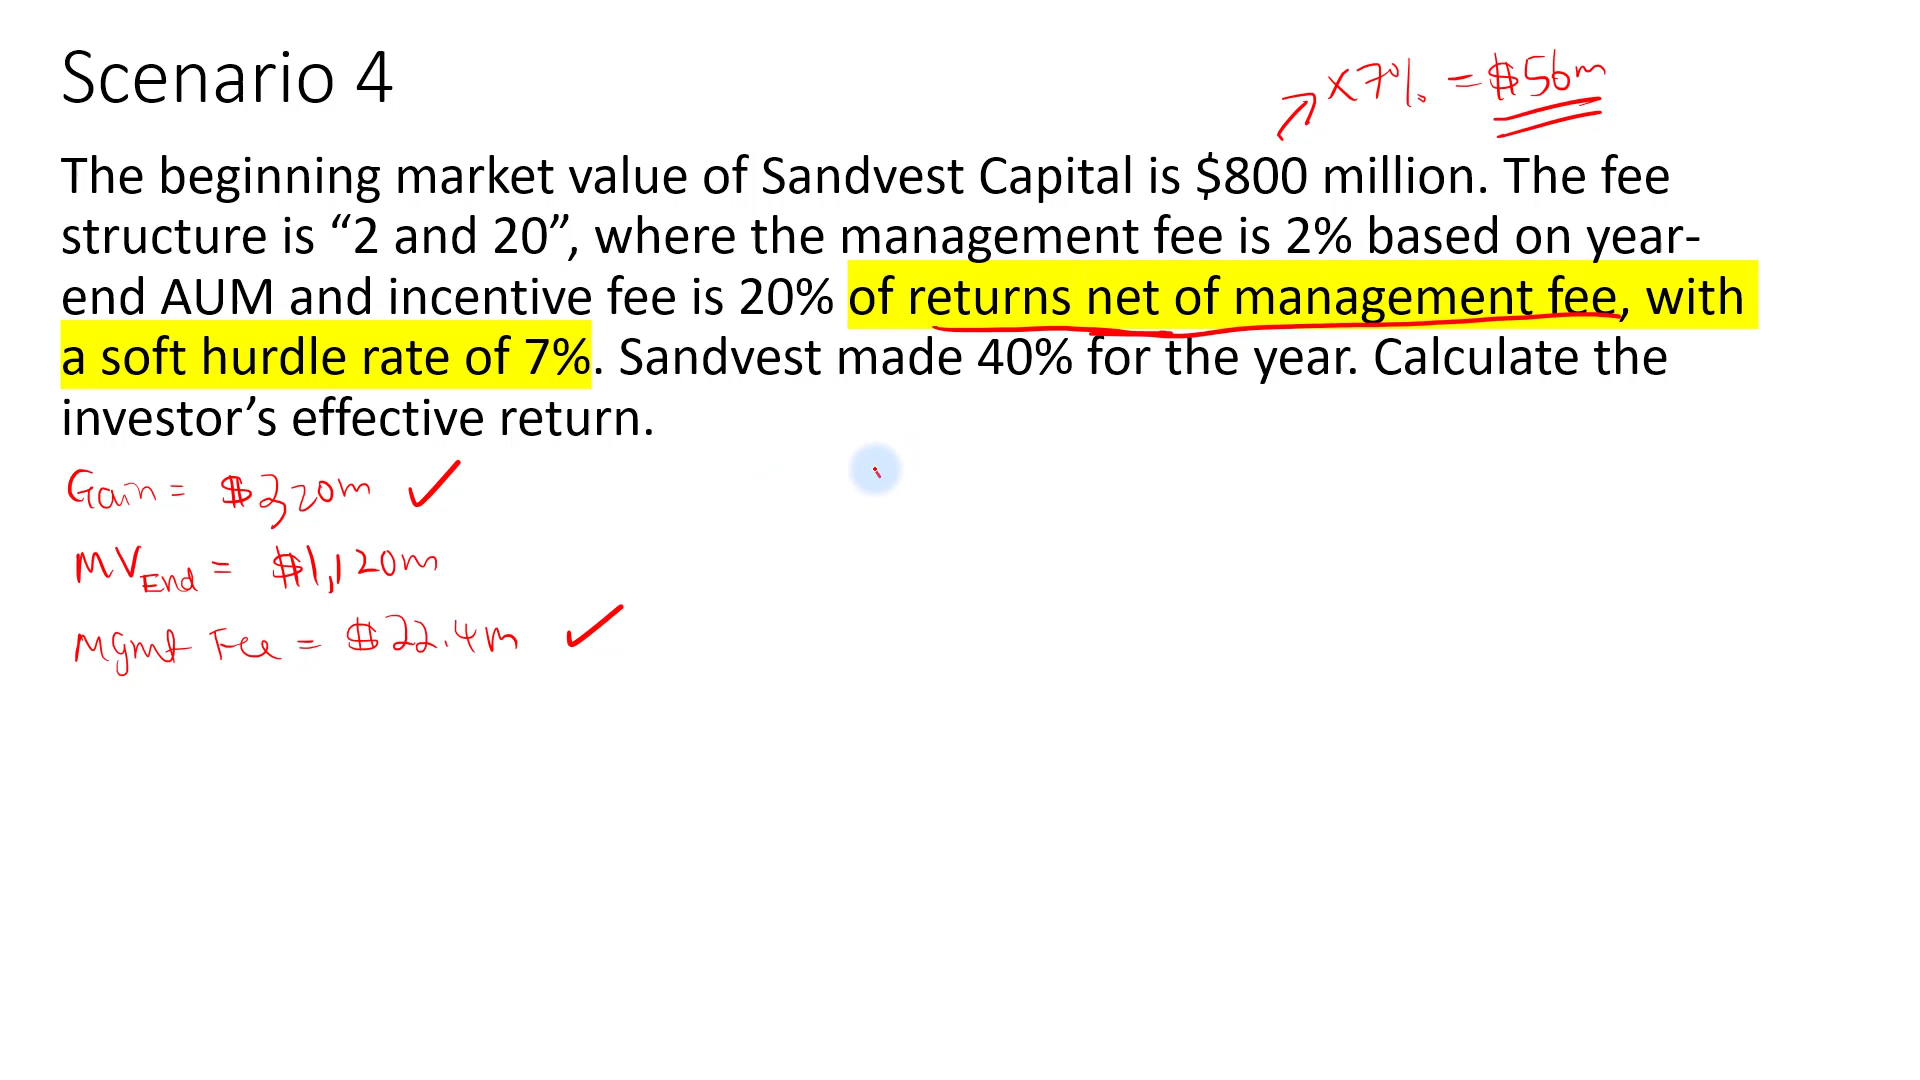 Scenario 4
×7% = $56m
The beginning market value of Sandvest Capital is $800 million. The fee
structure is “2 and 20”, where the management fee is 2% based on year-
end AUM and incentive fee is 20% of returns net of management fee, with
a soft hurdle rate of 7%. Sandvest made 40% for the year. Calculate the
investor’s effective return.
Gain = $320m ✓
MVEnd = $1,120m
Mgmt Fee = $22.4m ✓